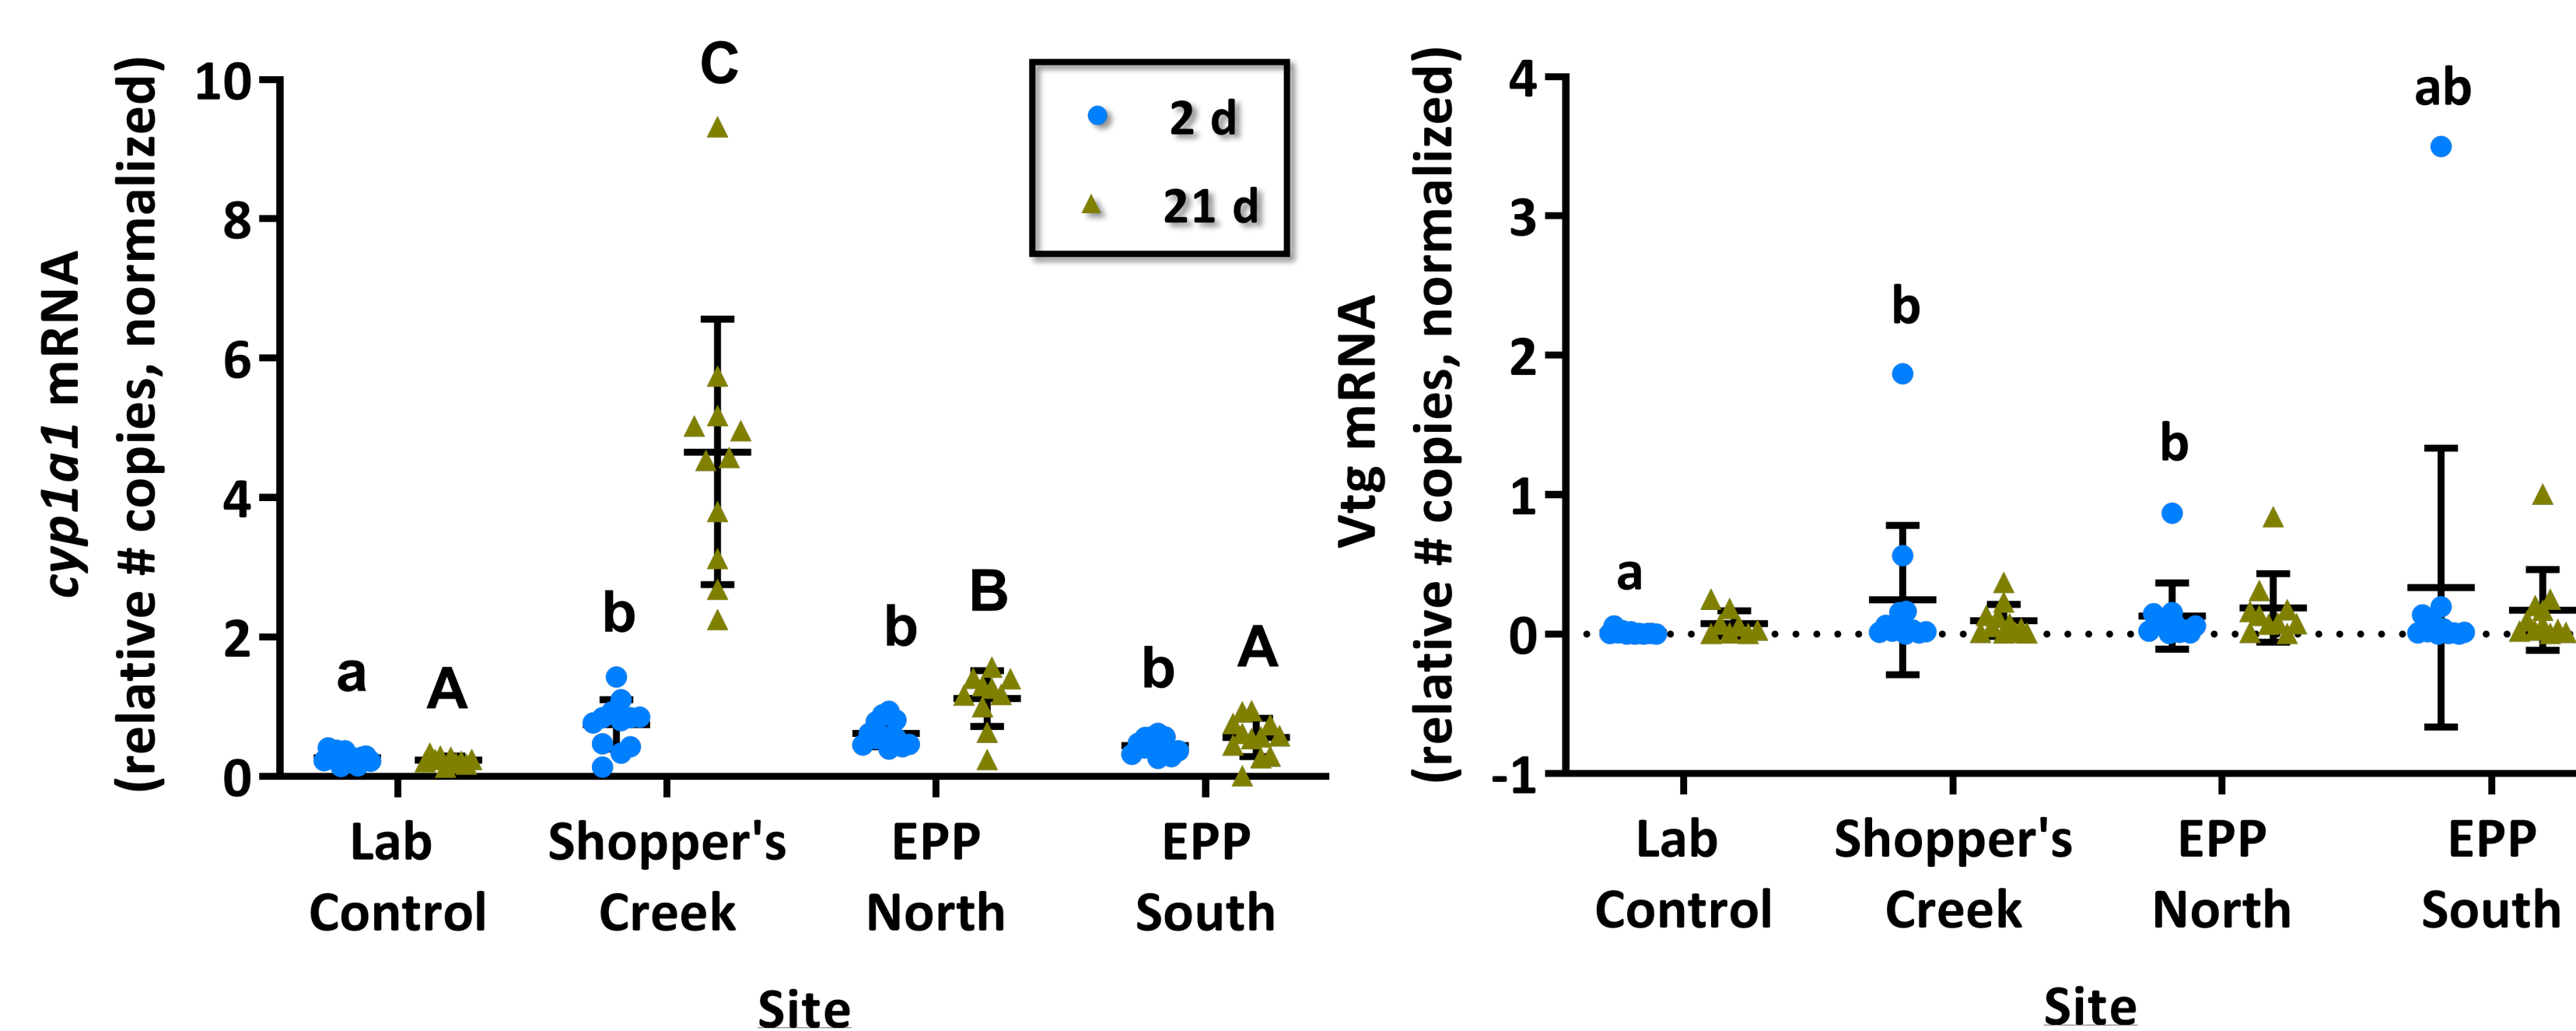 cyp1a1 mRNA
(relative # copies, normalized)
10
8
6
4
2
0
a
A
b
C
b
B
b
A
2 d
21 d
Lab
Control
Shopper's
Creek
EPP
North
EPP
South
Site
Vtg mRNA
(relative # copies, normalized)
4
3
2
1
0
-1
a
b
b
ab
Lab
Control
Shopper's
Creek
EPP
North
EPP
South
Site